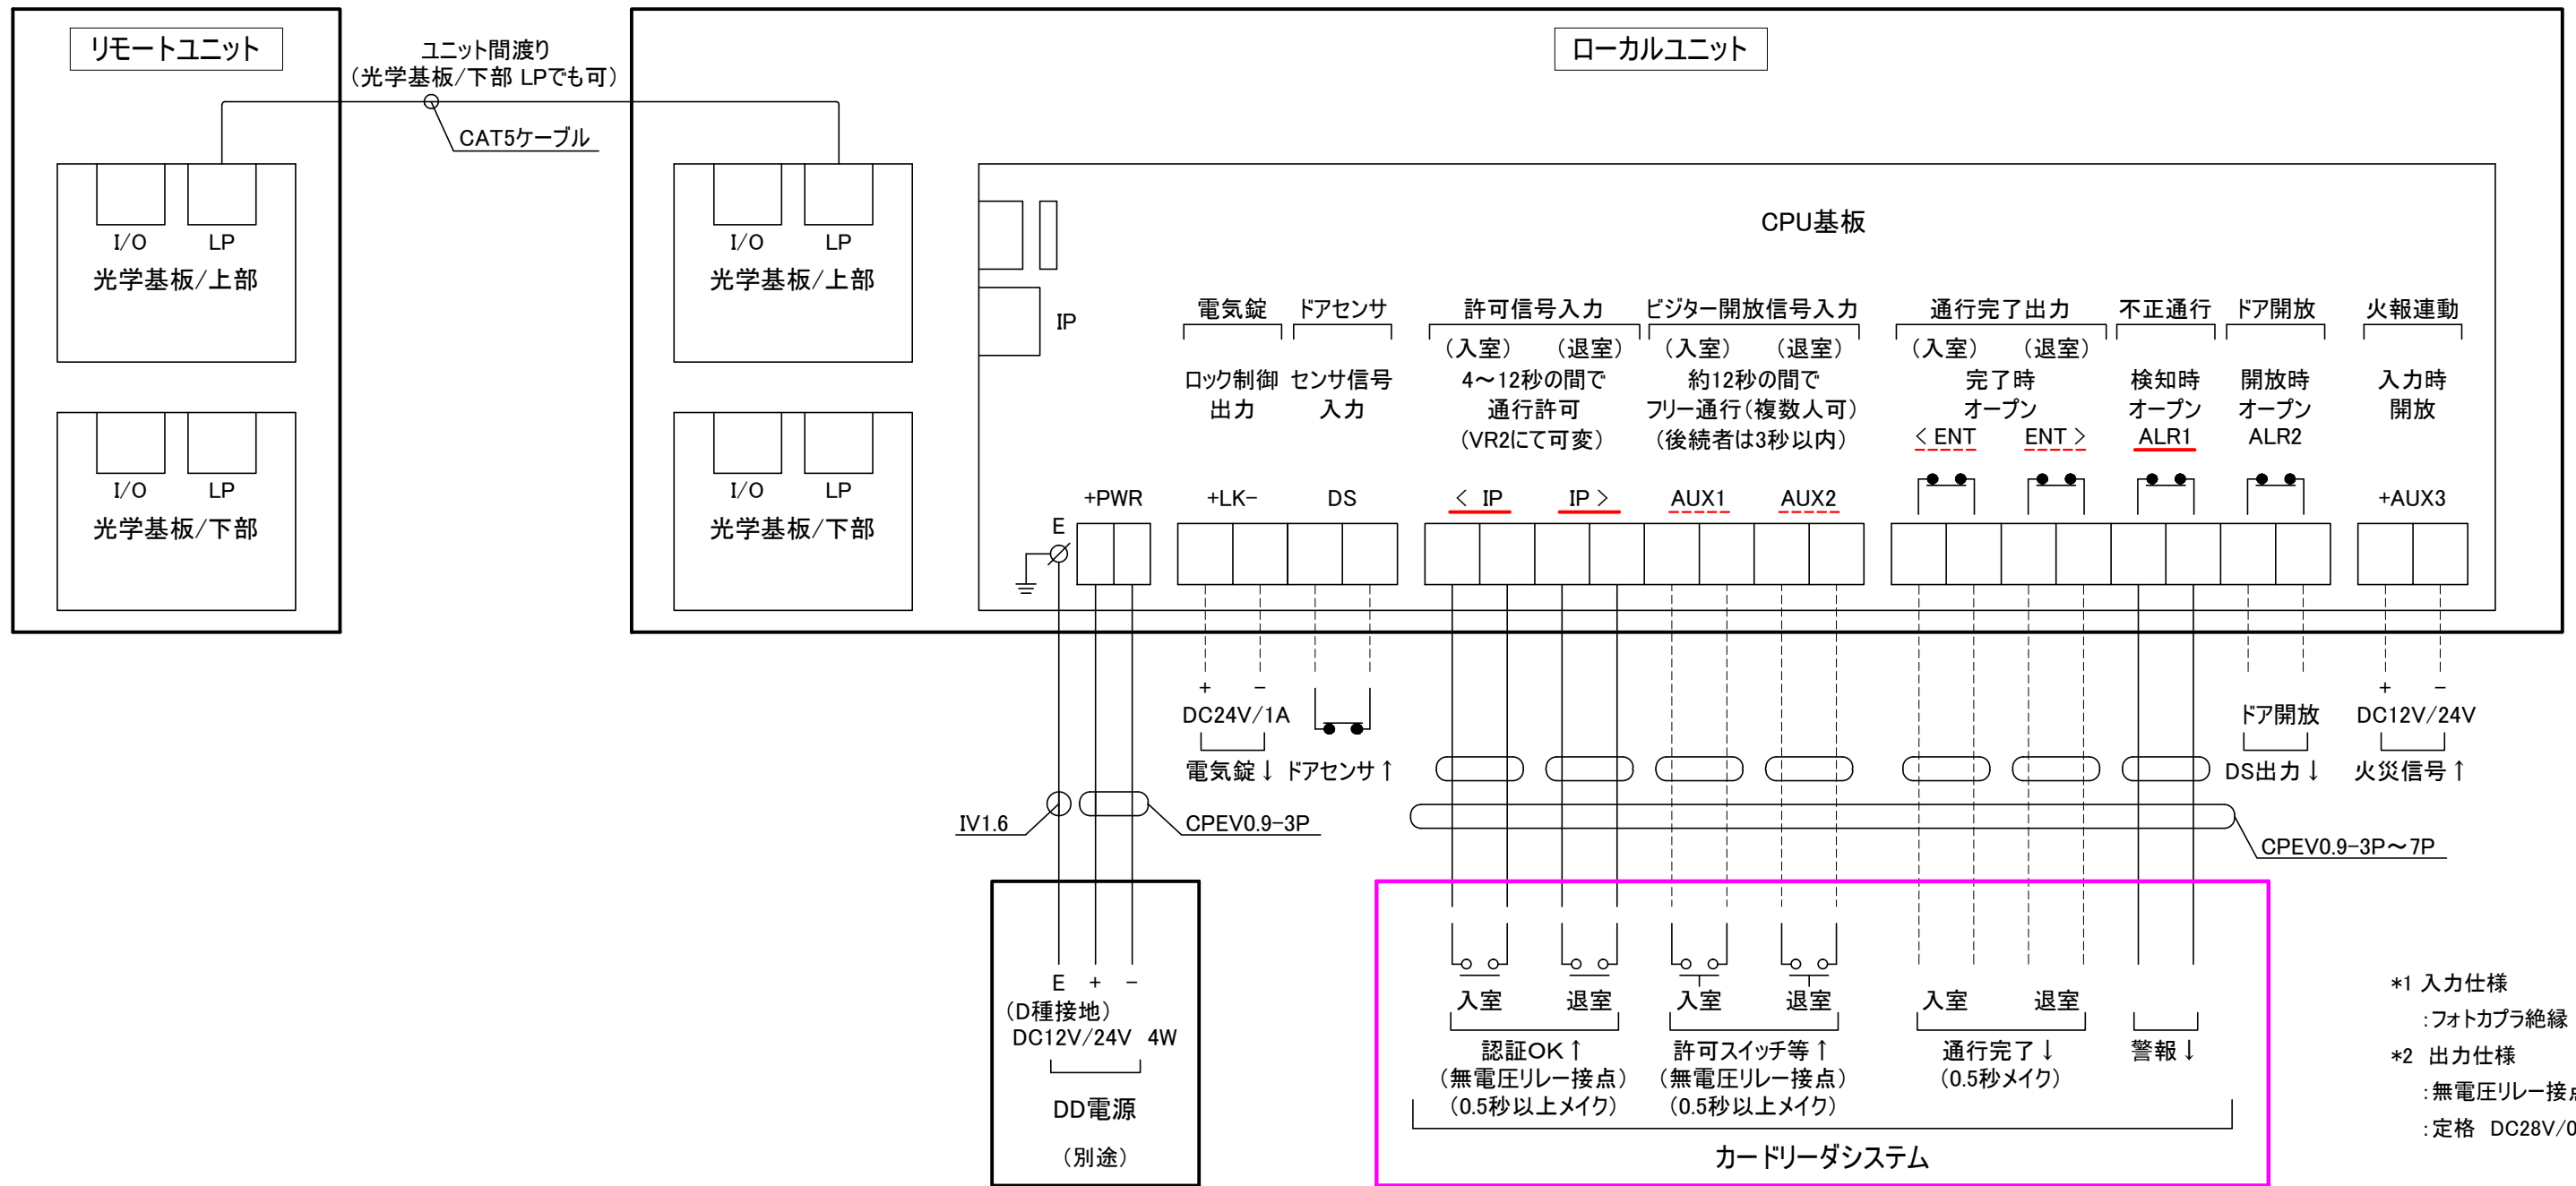 リモートユニット
ユニット間渡り
（光学基板/下部 LPでも可）
CAT5ケーブル
I/O LP
光学基板/上部
I/O LP
光学基板/下部
ローカルユニット
I/O LP
光学基板/上部
I/O LP
光学基板/下部
CPU基板
IP
電気錠 ドアセンサ 許可信号入力 ビジター開放信号入力 通行完了出力 不正通行 ドア開放 火報連動
（入室） （退室） （入室） （退室） （入室） （退室）
ロック制御 センサ信号 4～12秒の間で 約12秒の間で 完了時 検知時 開放時 入力時
出力 入力 通行許可 フリー通行（複数人可） オープン オープン オープン 開放
（VR2にて可変） （後続者は3秒以内） < ENT ENT > ALR1 ALR2
E +PWR +LK- DS < IP IP > AUX1 AUX2 +AUX3
+ - + -
DC24V/1A ドア開放 DC12V/24V
電気錠↓ ドアセンサ↑ DS出力↓ 火災信号↑
IV1.6 CPEV0.9-3P
CPEV0.9-3P～7P
E + -
（D種接地）
DC12V/24V 4W
DD電源
（別途）
入室 退室 入室 退室 入室 退室
認証OK↑ 許可スイッチ等↑ 通行完了↓ 警報↓
（無電圧リレー接点） （無電圧リレー接点） （0.5秒メイク）
（0.5秒以上メイク） （0.5秒以上メイク）
カードリーダシステム
*1 入力仕様
：フォトカプラ絶縁
*2 出力仕様
：無電圧リレー接点
：定格 DC28V/0